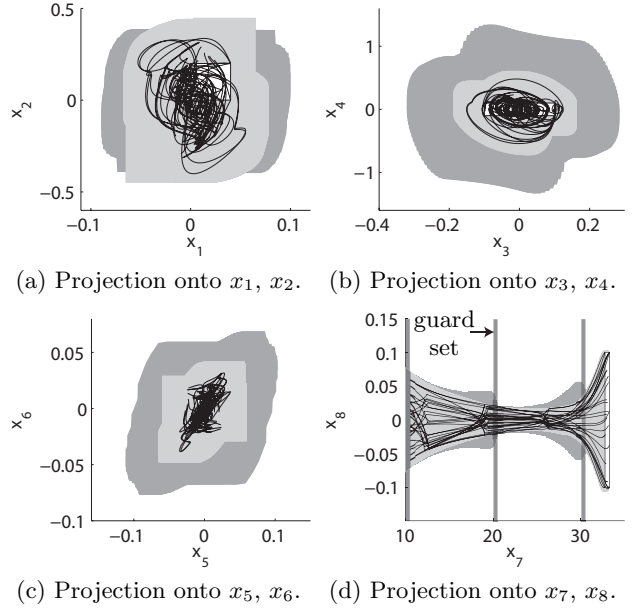 0.5
0
−0.5
x2
−0.1
0
0.1
x1
(a) Projection onto x1, x2.
1
0
−1
x4
−0.4
−0.2
0
0.2
x3
(b) Projection onto x3, x4.
0.05
0
−0.05
−0.1
x6
−0.1
0
0.1
x5
(c) Projection onto x5, x6.
0.15
0.1
0.05
0
−0.05
−0.1
−0.15
x8
guard
set
10
20
30
x7
(d) Projection onto x7, x8.